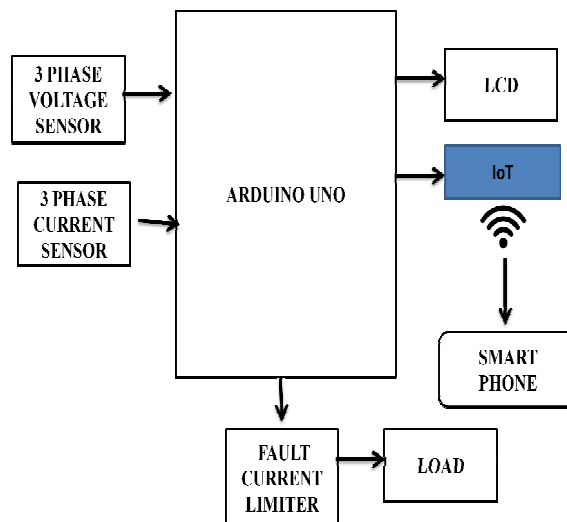 3 PHASE
VOLTAGE
SENSOR
3 PHASE
CURRENT
SENSOR
ARDUINO UNO
LCD
IoT
SMART
PHONE
FAULT
CURRENT
LIMITER
LOAD